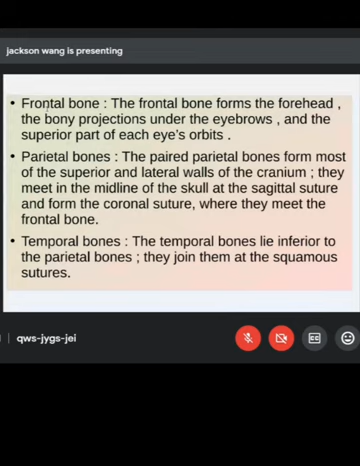 jackson wang is presenting
• Frontal bone : The frontal bone forms the forehead ,
the bony projections under the eyebrows , and the
superior part of each eye's orbits .
• Parietal bones : The paired parietal bones form most
of the superior and lateral walls of the cranium ; they
meet in the midline of the skull at the sagittal suture
and form the coronal suture, where they meet the
frontal bone.
• Temporal bones : The temporal bones lie inferior to
the parietal bones ; they join them at the squamous
sutures.
| qws-jygs-jei
CC